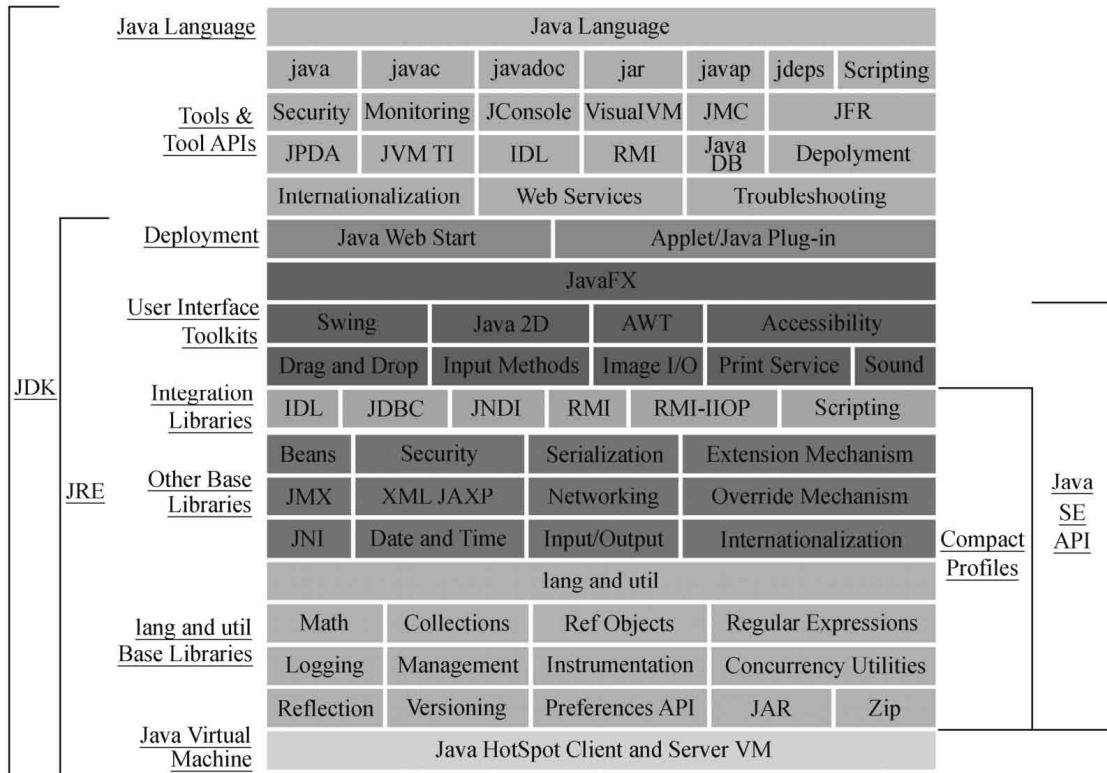 Java Language
Java Language
java
javac
javadoc
jar
javap
jdeps
Scripting
Tools &
Tool APIs
Security
Monitoring
JConsole
VisualVM
JMC
JFR
JPDA
JVM TI
IDL
RMI
Java
DB
Depolyment
Internationalization
Web Services
Troubleshooting
Deployment
Java Web Start
Applet/Java Plug-in
JavaFX
User Interface
Toolkits
Swing
Java 2D
AWT
Accessibility
Drag and Drop
Input Methods
Image I/O
Print Service
Sound
Integration
Libraries
IDL
JDBC
JNDI
RMI
RMI-IIOP
Scripting
JDK
JRE
Other Base
Libraries
Beans
Security
Serialization
Extension Mechanism
JMX
XML JAXP
Networking
Override Mechanism
JNI
Date and Time
Input/Output
Internationalization
Java
SE
API
Compact
Profiles
lang and util
lang and util
Base Libraries
Math
Collections
Ref Objects
Regular Expressions
Logging
Management
Instrumentation
Concurrency Utilities
Reflection
Versioning
Preferences API
JAR
Zip
Java Virtual
Machine
Java HotSpot Client and Server VM